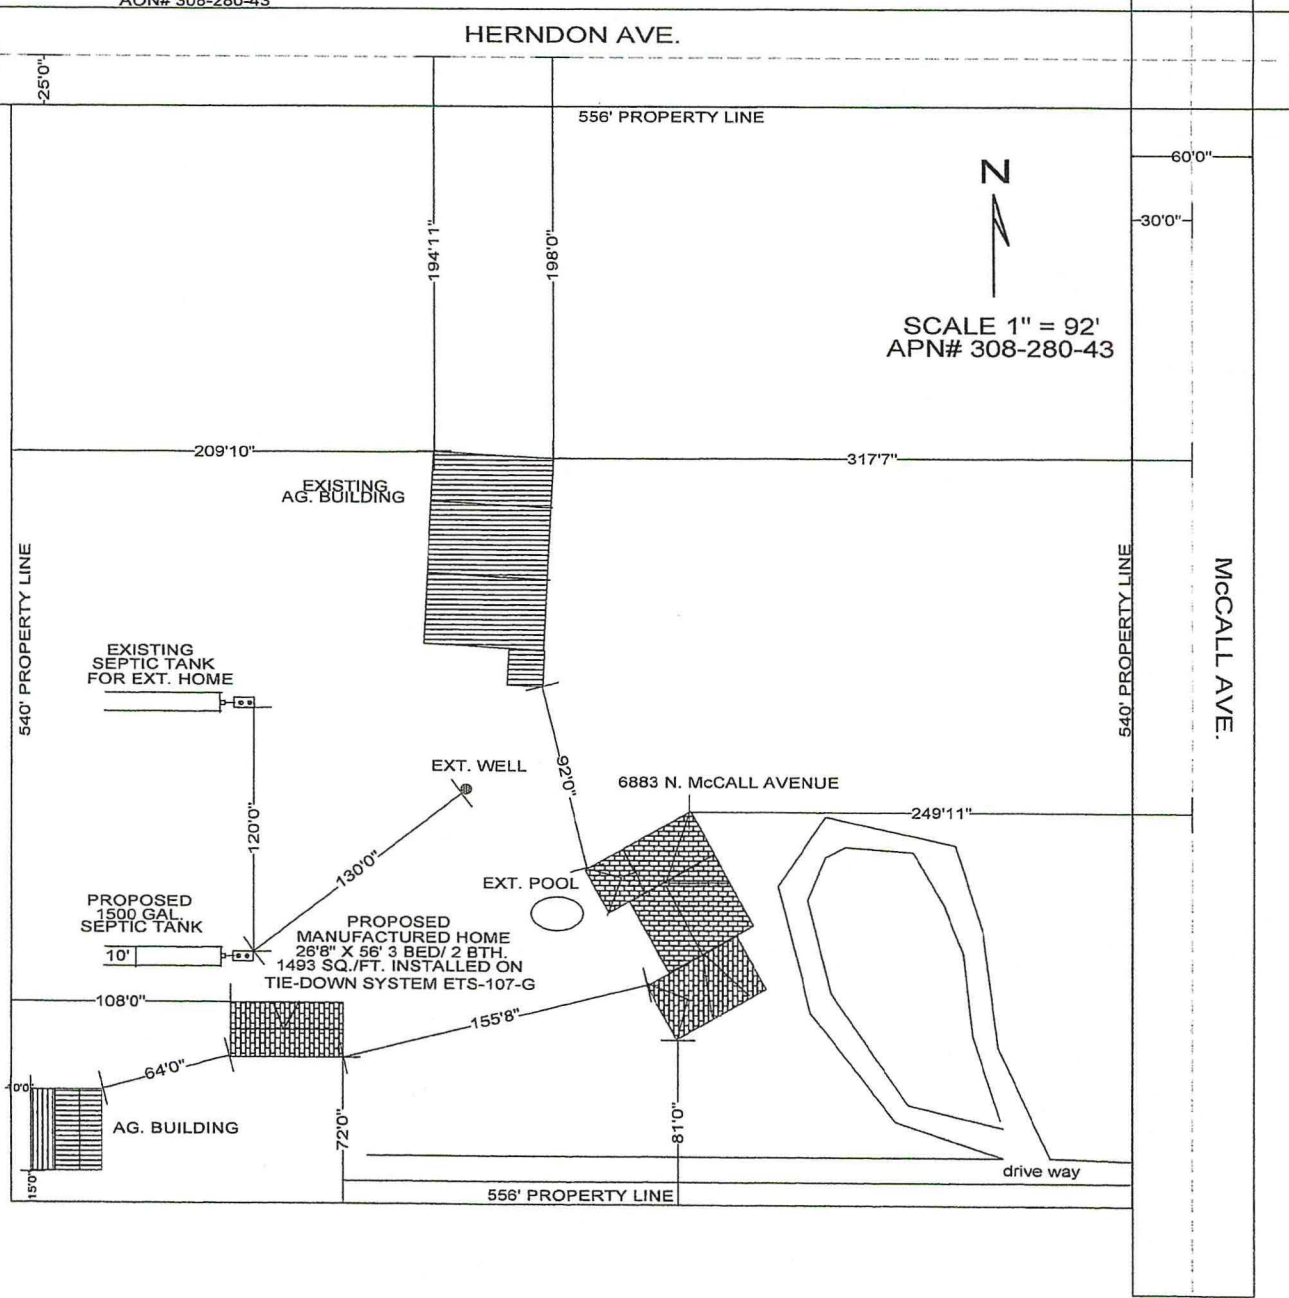 AON# 308-280-43
HERNDON AVE.
25'0"
556' PROPERTY LINE
60'0"
30'0"
N
194'11"
198'0"
SCALE 1" = 92'
APN# 308-280-43
209'10"
317'7"
EXISTING
AG. BUILDING
540' PROPERTY LINE
540' PROPERTY LINE
McCALL AVE.
EXISTING
SEPTIC TANK
FOR EXT. HOME
EXT. WELL
92'0"
6883 N. McCALL AVENUE
249'11"
120'0"
130'0"
EXT. POOL
PROPOSED
1500 GAL.
SEPTIC TANK
10'
PROPOSED
MANUFACTURED HOME
26'8" X 56' 3 BED/ 2 BTH.
1493 SQ./FT. INSTALLED ON
TIE-DOWN SYSTEM ETS-107-G
108'0"
155'8"
64'0"
AG. BUILDING
72'0"
81'0"
15'0"
drive way
556' PROPERTY LINE